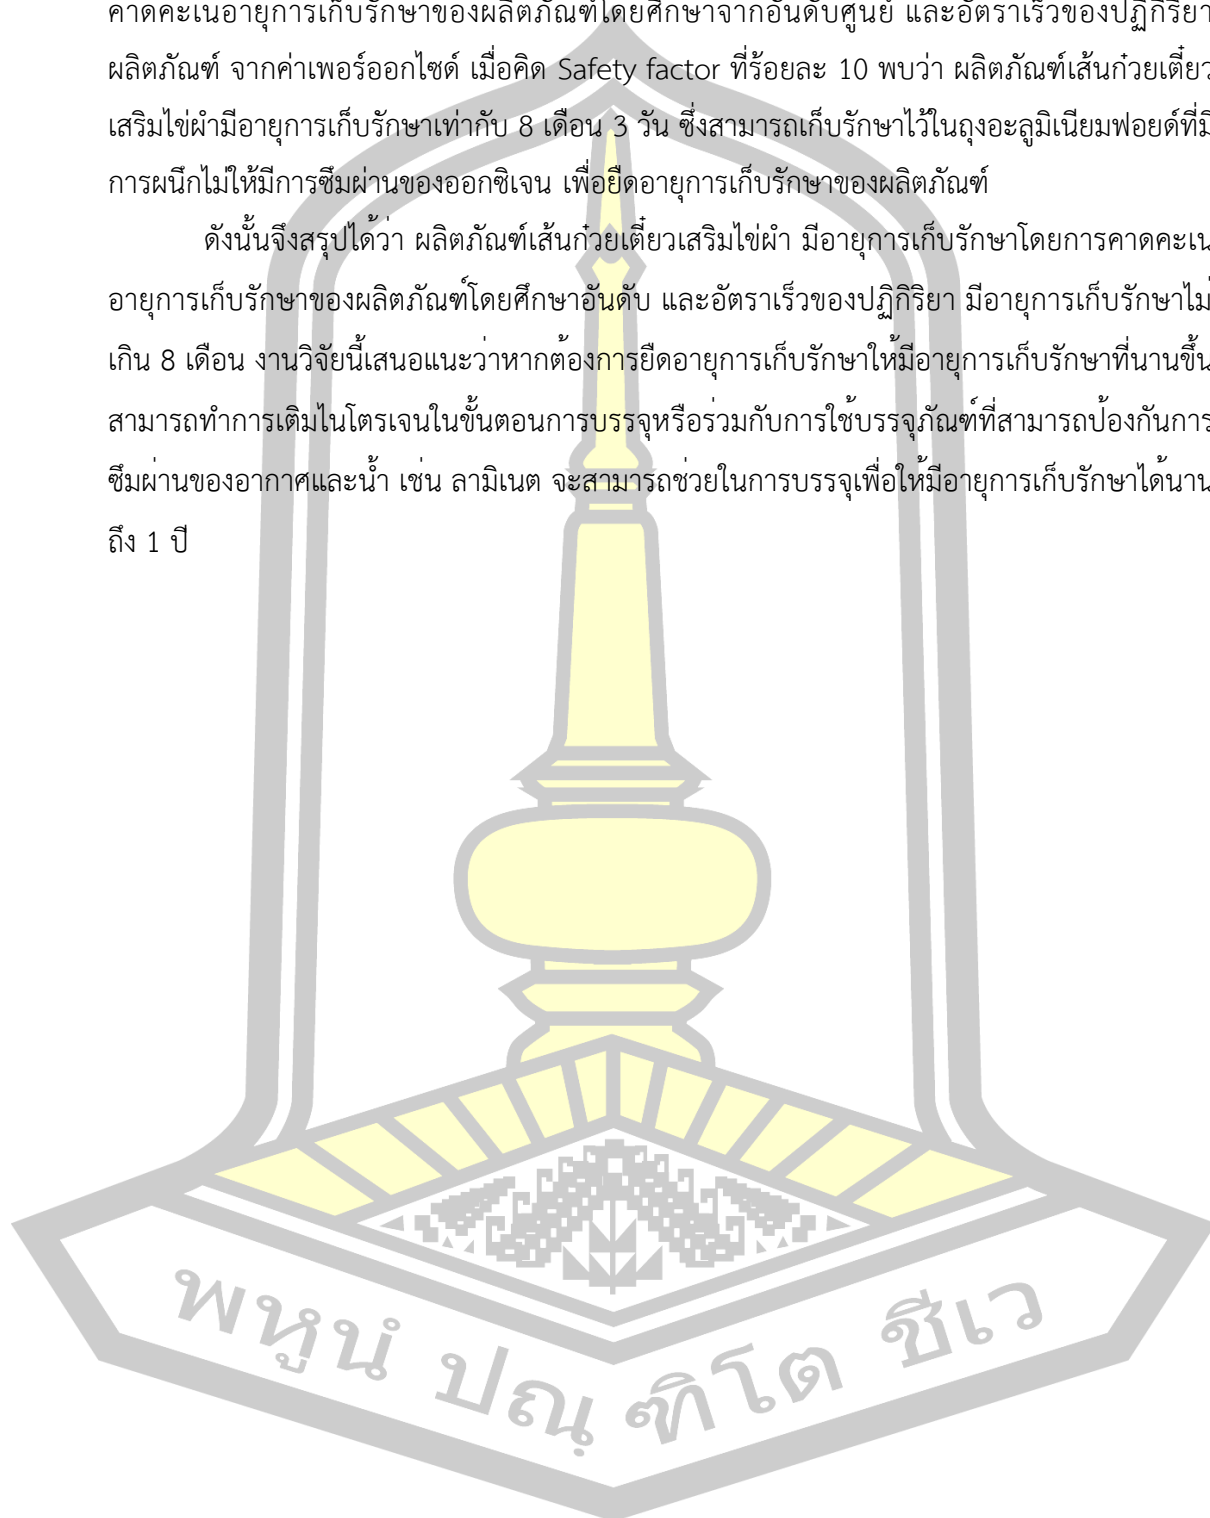 คาดคะเนอายุการเก็บรักษาของผลิตภัณฑ์โดยศึกษาจากอันดับศูนย์ และอัตราเร็วของปฏิกิริยา
ผลิตภัณฑ์ จากค่าเพอร์ออกไซด์ เมื่อคิด Safety factor ที่ร้อยละ 10 พบว่า ผลิตภัณฑ์เส้นก๋วยเตี๋ยว
เสริมไข่ผำมีอายุการเก็บรักษาเท่ากับ 8 เดือน 3 วัน ซึ่งสามารถเก็บรักษาไว้ในถุงอะลูมิเนียมฟอยด์ที่มี
การผนึกไม่ให้มีการซึมผ่านของออกซิเจน เพื่อยืดอายุการเก็บรักษาของผลิตภัณฑ์
ดังนั้นจึงสรุปได้ว่า ผลิตภัณฑ์เส้นก๋วยเตี๋ยวเสริมไข่ผำ มีอายุการเก็บรักษาโดยการคาดคะเน
อายุการเก็บรักษาของผลิตภัณฑ์โดยศึกษาอันดับ และอัตราเร็วของปฏิกิริยา มีอายุการเก็บรักษาไม่
เกิน 8 เดือน งานวิจัยนี้เสนอแนะว่าหากต้องการยืดอายุการเก็บรักษาให้มีอายุการเก็บรักษาที่นานขึ้น
สามารถทำการเติมไนโตรเจนในขั้นตอนการบรรจุหรือร่วมกับการใช้บรรจุภัณฑ์ที่สามารถป้องกันการ
ซึมผ่านของอากาศและน้ำ เช่น ลามิเนต จะสามารถช่วยในการบรรจุเพื่อให้มีอายุการเก็บรักษาได้นาน
ถึง 1 ปี
พหูนํ ปณฺฑิโต ชีเว